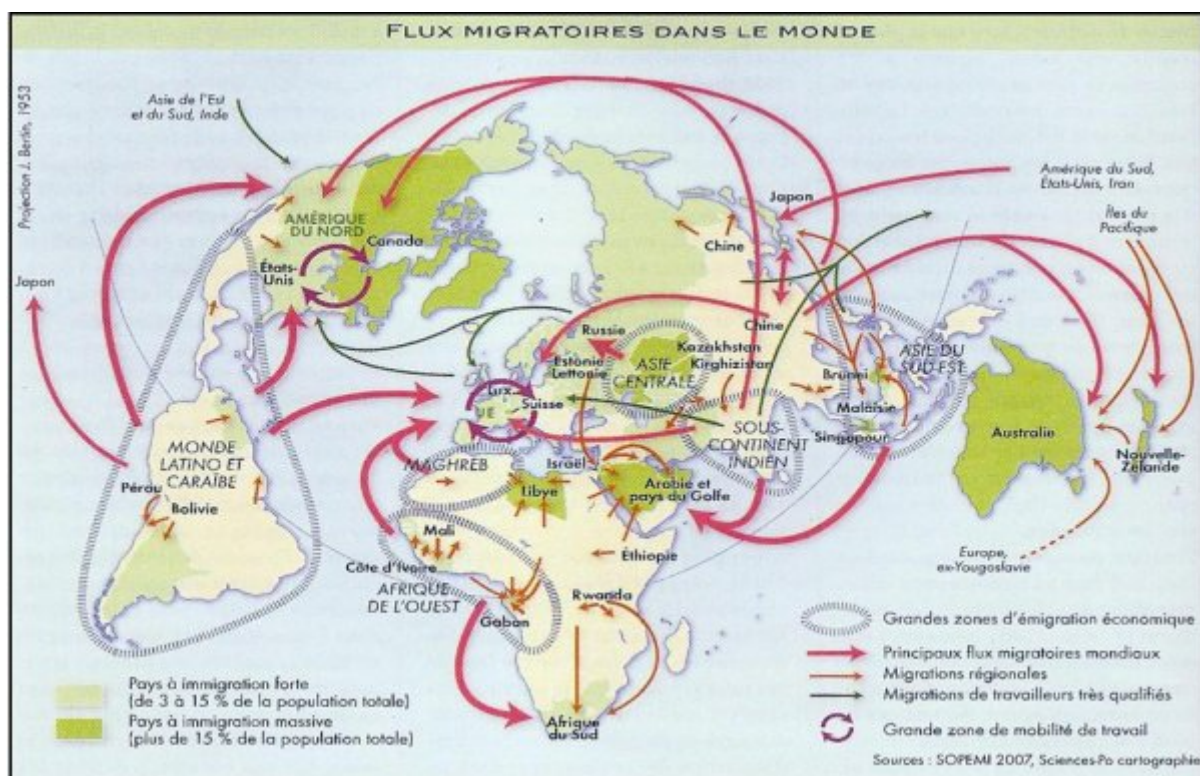 FLUX MIGRATOIRES DANS LE MONDE
Projection J. Bertin, 1953
Asie de l'Est
et du Sud, Inde
Amérique du Sud,
États-Unis, Iran
Îles du
Pacifique
Japon
AMÉRIQUE
DU NORD
Canada
États-
Unis
Chine
Japon
Chine
Russie
Estonie
Lettonie
Kazakhstan
Kirghizistan
ASIE
CENTRALE
ASIE DU
SUD-EST
Brunei
Malaisie
Singapour
Lux.
UE
Suisse
SOUS-
CONTINENT
INDIEN
Australie
Nouvelle-
Zélande
MONDE
LATINO ET
CARAÏBE
Pérou
Bolivie
MAGHREB
Israël
Libye
Arabie et
pays du Golfe
Mali
Côte d'Ivoire
AFRIQUE
DE L'OUEST
Éthiopie
Rwanda
Gabon
Afrique
du Sud
Europe,
ex-Yougoslavie
Pays à immigration forte
(de 3 à 15 % de la population totale)
Pays à immigration massive
(plus de 15 % de la population totale)
Grandes zones d'émigration économique
Principaux flux migratoires mondiaux
Migrations régionales
Migrations de travailleurs très qualifiés
Grande zone de mobilité de travail
Sources : SOPEMI 2007, Sciences-Po cartographie